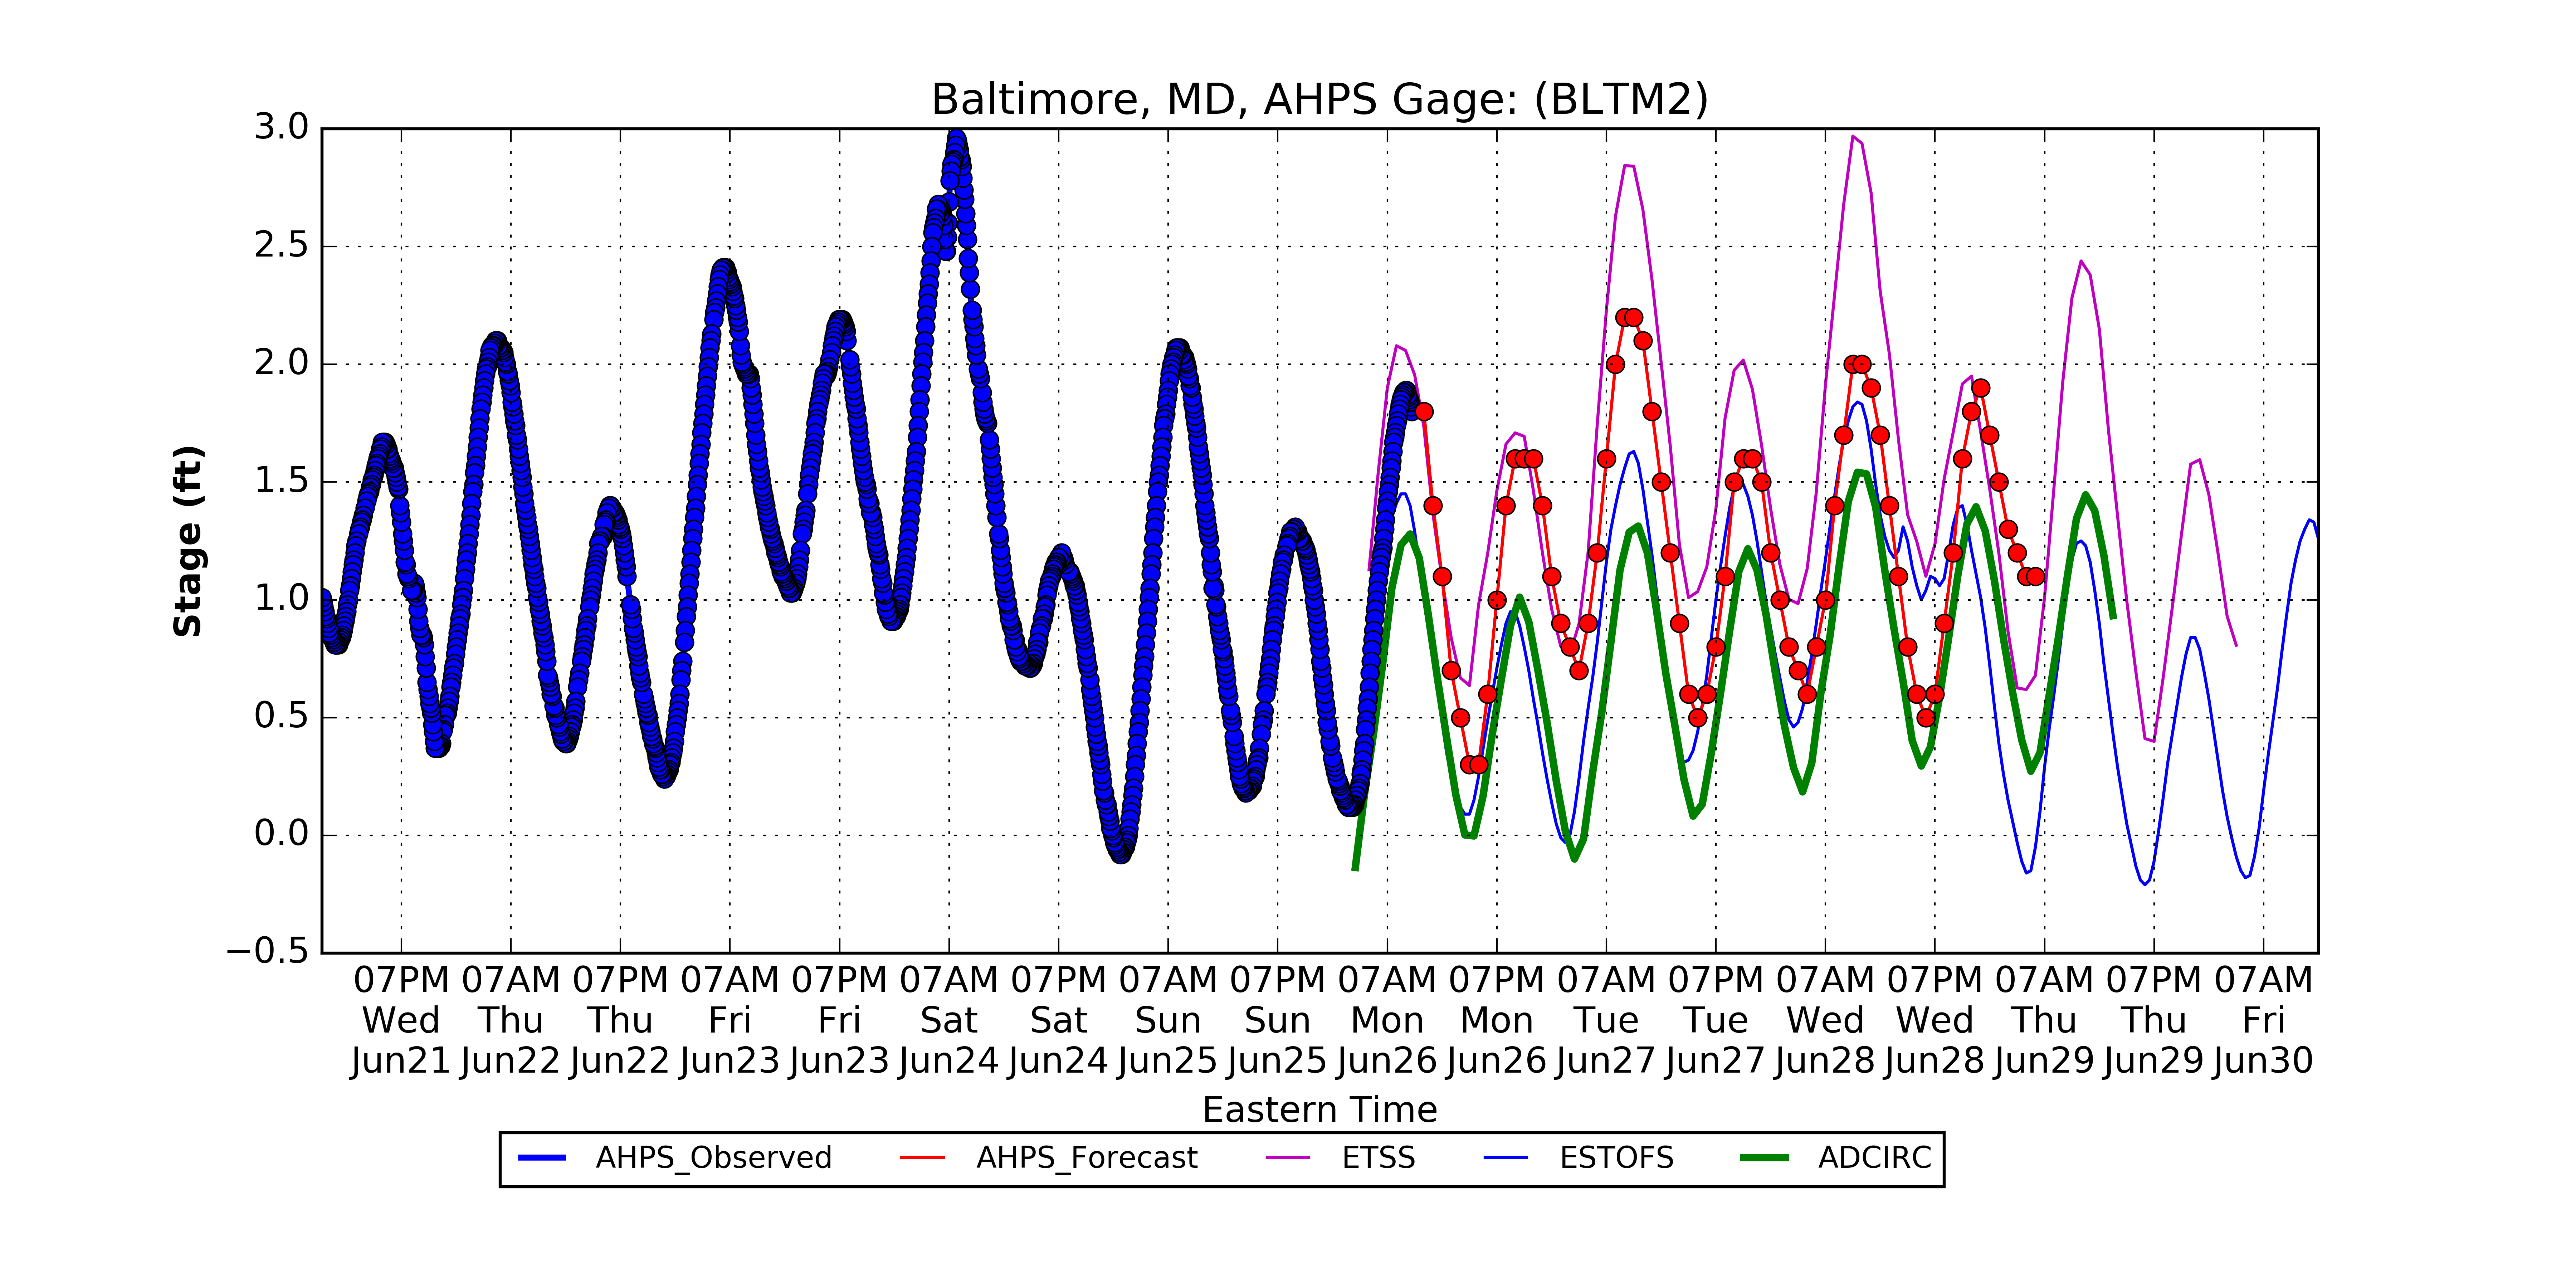 Baltimore, MD, AHPS Gage: (BLTM2)
Stage (ft)
3.0
2.5
2.0
1.5
1.0
0.5
0.0
−0.5
07PM 07AM 07PM 07AM 07PM 07AM 07PM 07AM 07PM 07AM 07PM 07AM 07PM 07AM 07PM 07AM 07PM 07AM
Wed Thu Thu Fri Fri Sat Sat Sun Sun Mon Mon Tue Tue Wed Wed Thu Thu Fri
Jun21 Jun22 Jun22 Jun23 Jun23 Jun24 Jun24 Jun25 Jun25 Jun26 Jun26 Jun27 Jun27 Jun28 Jun28 Jun29 Jun29 Jun30
Eastern Time
AHPS_Observed AHPS_Forecast ETSS ESTOFS ADCIRC